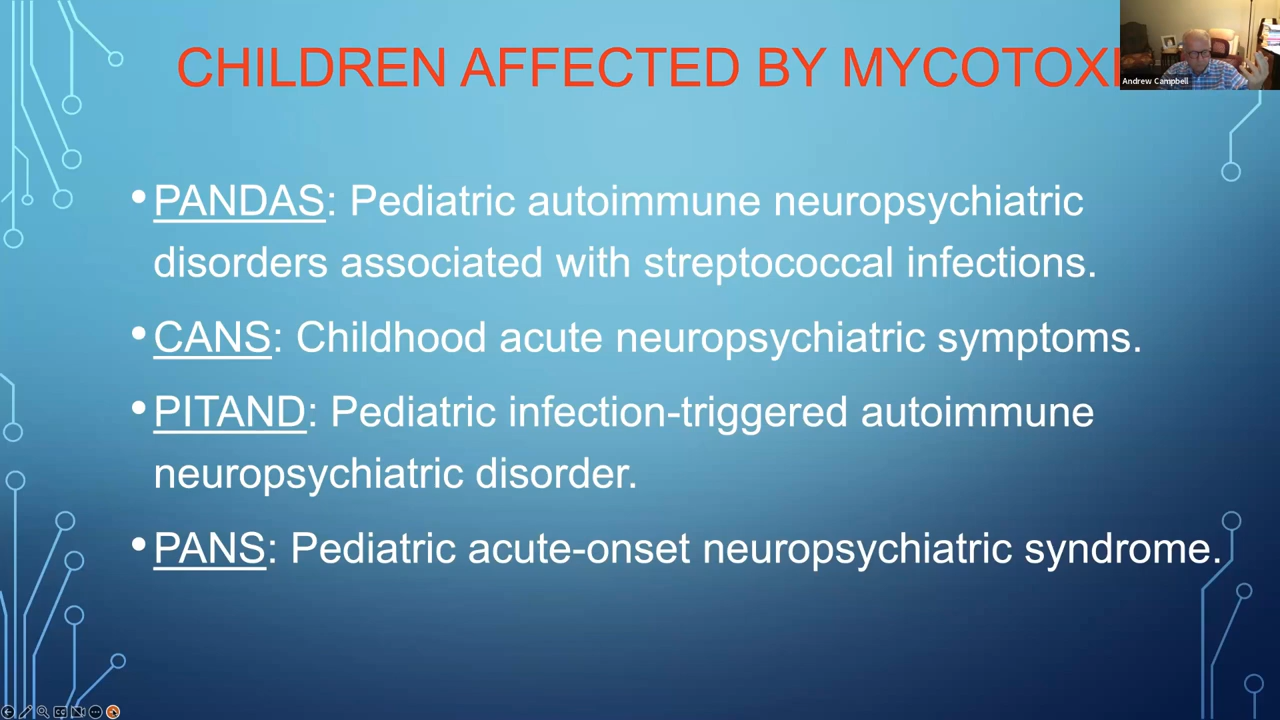 CHILDREN AFFECTED BY MYCOTOXI
Andrew Campbell
•PANDAS: Pediatric autoimmune neuropsychiatric
disorders associated with streptococcal infections.
•CANS: Childhood acute neuropsychiatric symptoms.
•PITAND: Pediatric infection-triggered autoimmune
neuropsychiatric disorder.
•PANS: Pediatric acute-onset neuropsychiatric syndrome.